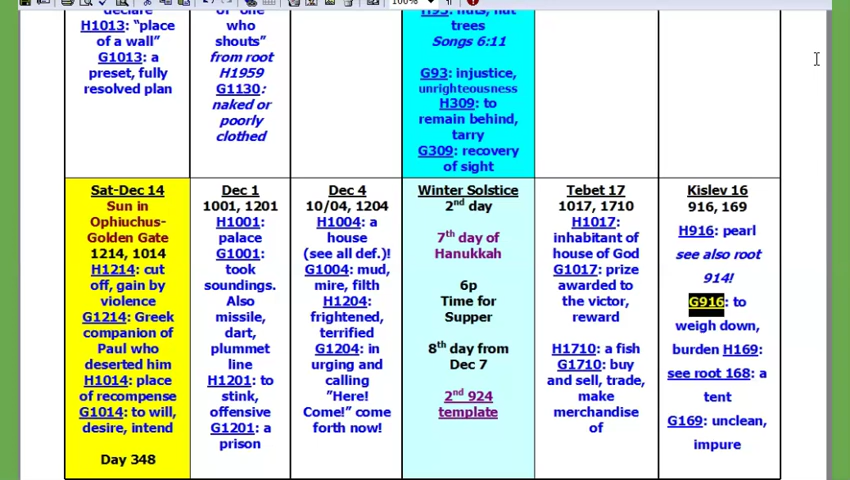 100%
declare
H1013: “place
of a wall”
G1013: a
preset, fully
resolved plan
or “one
who
shouts”
from root
H1959
G1130:
naked or
poorly
clothed
H93: nuts, nut
trees
Songs 6:11
G93: injustice,
unrighteousness
H309: to
remain behind,
tarry
G309: recovery
of sight
Sat-Dec 14
Sun in
Ophiuchus-
Golden Gate
1214, 1014
H1214: cut
off, gain by
violence
G1214: Greek
companion of
Paul who
deserted him
H1014: place
of recompense
G1014: to will,
desire, intend
Day 348
Dec 1
1001, 1201
H1001:
palace
G1001:
took
soundings.
Also
missile,
dart,
plummet
line
H1201: to
stink,
offensive
G1201: a
prison
Dec 4
10/04, 1204
H1004: a
house
(see all def.)!
G1004: mud,
mire, filth
H1204:
frightened,
terrified
G1204: in
urging and
calling
”Here!
Come!” come
forth now!
Winter Solstice
2nd day
7th day of
Hanukkah
6p
Time for
Supper
8th day from
Dec 7
2nd 924
template
Tebet 17
1017, 1710
H1017:
inhabitant of
house of God
G1017: prize
awarded to
the victor,
reward
H1710: a fish
G1710: buy
and sell, trade,
make
merchandise
of
Kislev 16
916, 169
H916: pearl
see also root
914!
G916: to
weigh down,
burden H169:
see root 168: a
tent
G169: unclean,
impure